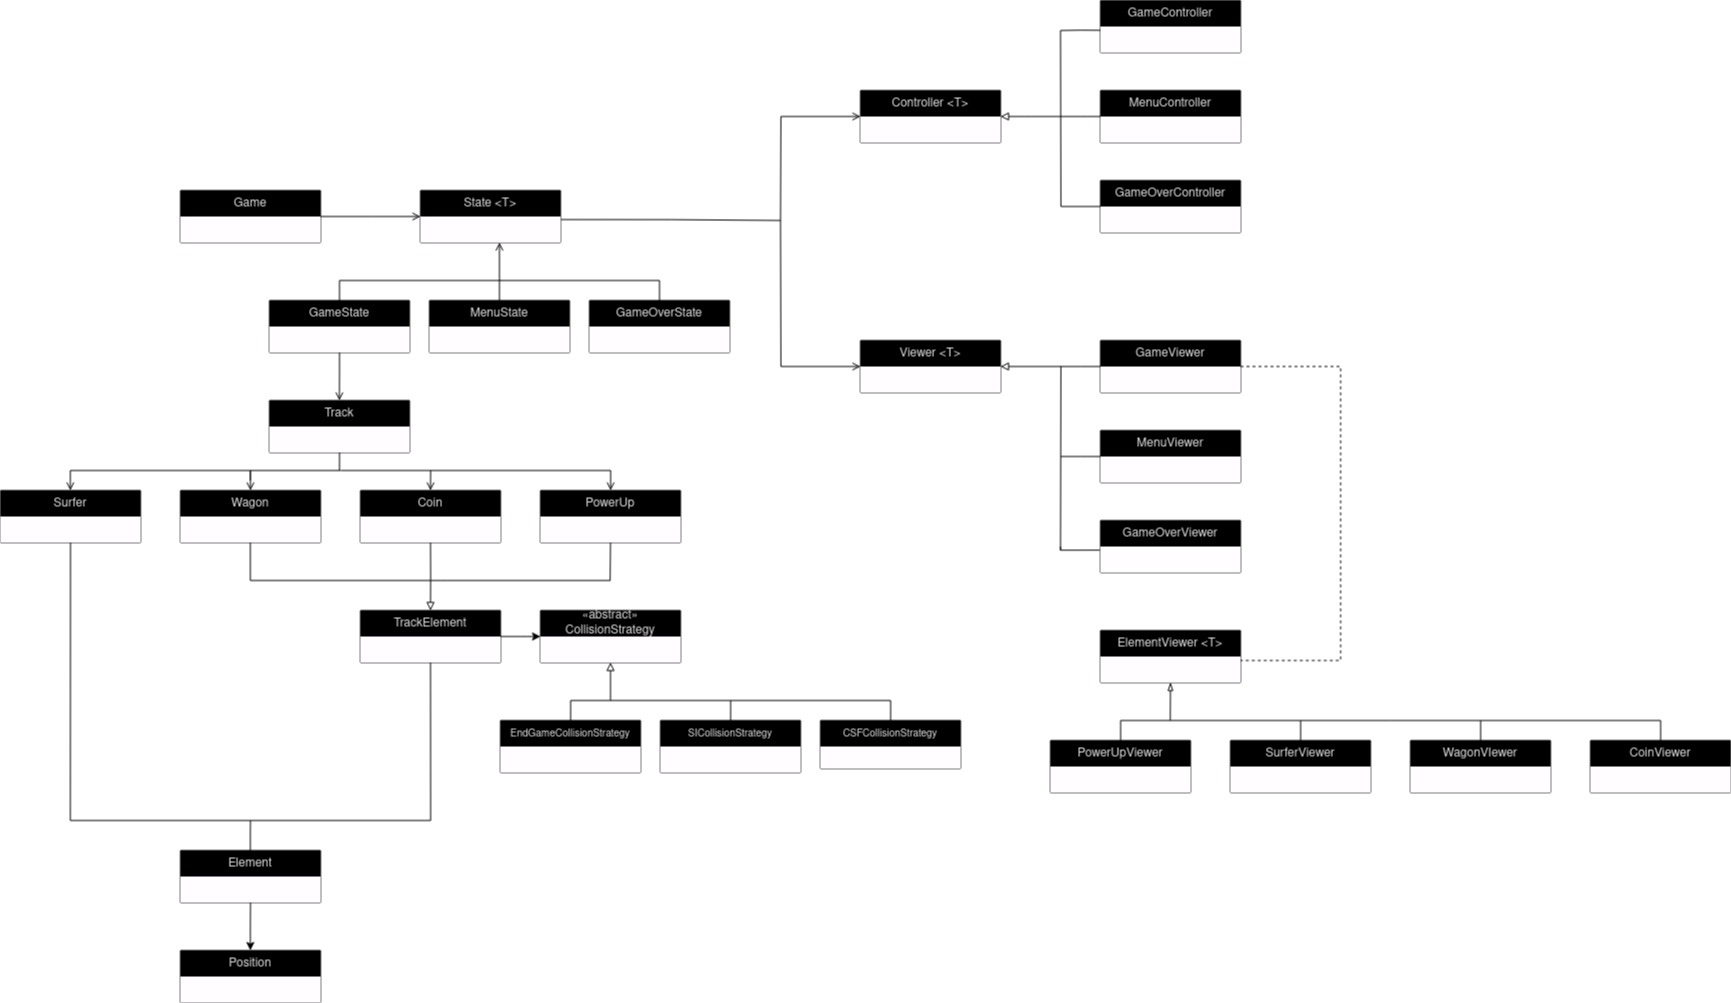 GameController
Controller <T>
MenuController
GameOverController
Game
State <T>
GameState
MenuState
GameOverState
Viewer <T>
GameViewer
Track
MenuViewer
Surfer
Wagon
Coin
PowerUp
GameOverViewer
TrackElement
«abstract»
CollisionStrategy
ElementViewer <T>
EndGameCollisionStrategy
SICollisionStrategy
CSFCollisionStrategy
PowerUpViewer
SurferViewer
WagonVIewer
CoinViewer
Element
Position